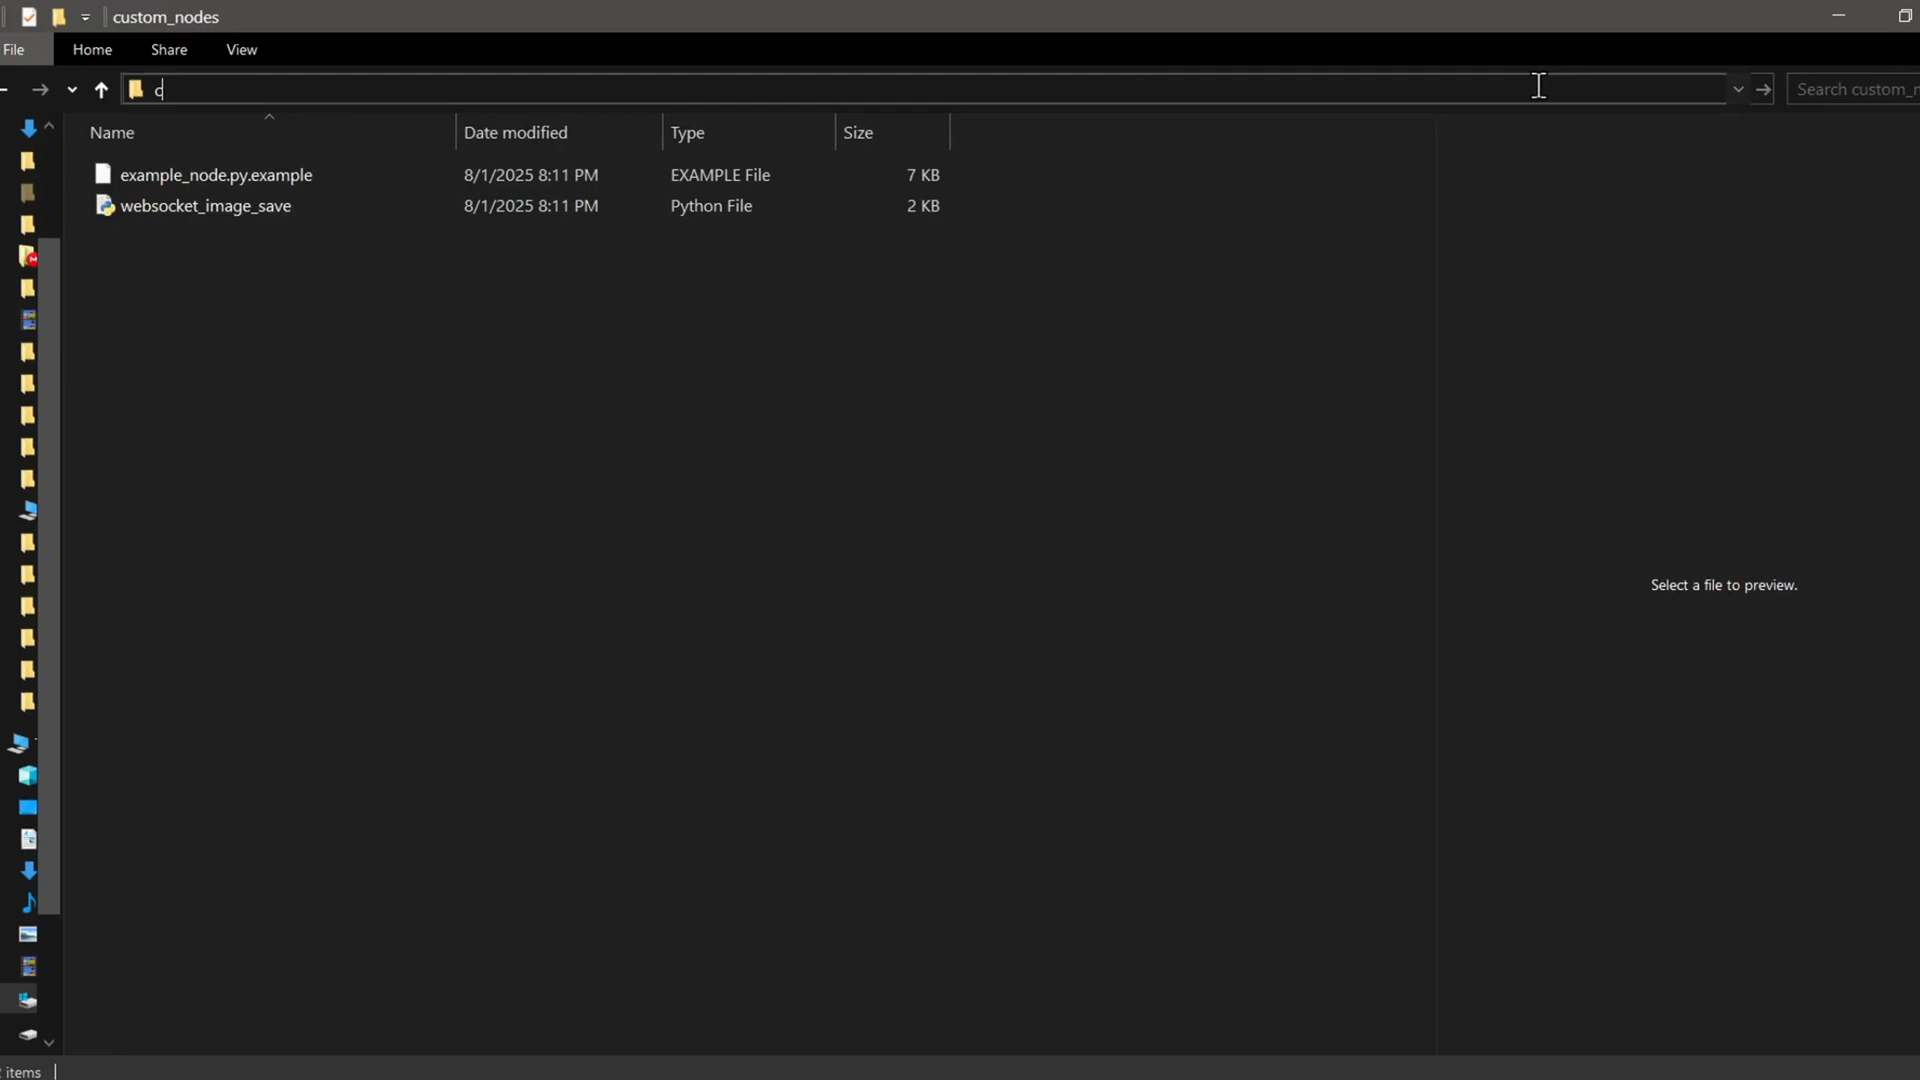 custom_nodes
File Home Share View
c
Search custom_n
Name Date modified Type Size
example_node.py.example 8/1/2025 8:11 PM EXAMPLE File 7 KB
websocket_image_save 8/1/2025 8:11 PM Python File 2 KB
Select a file to preview.
items